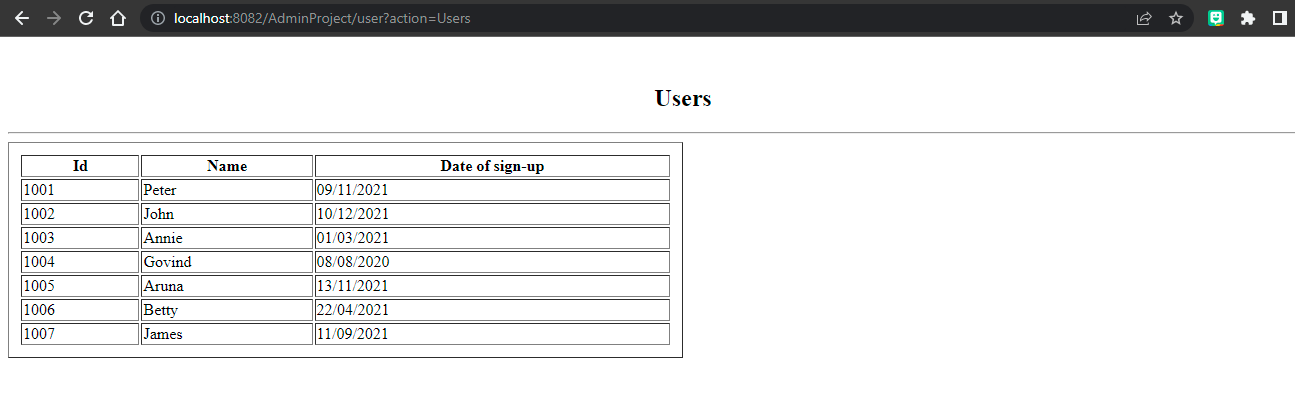 localhost:8082/AdminProject/user?action=Users
Users
Id Name Date of sign-up
1001 Peter 09/11/2021
1002 John 10/12/2021
1003 Annie 01/03/2021
1004 Govind 08/08/2020
1005 Aruna 13/11/2021
1006 Betty 22/04/2021
1007 James 11/09/2021